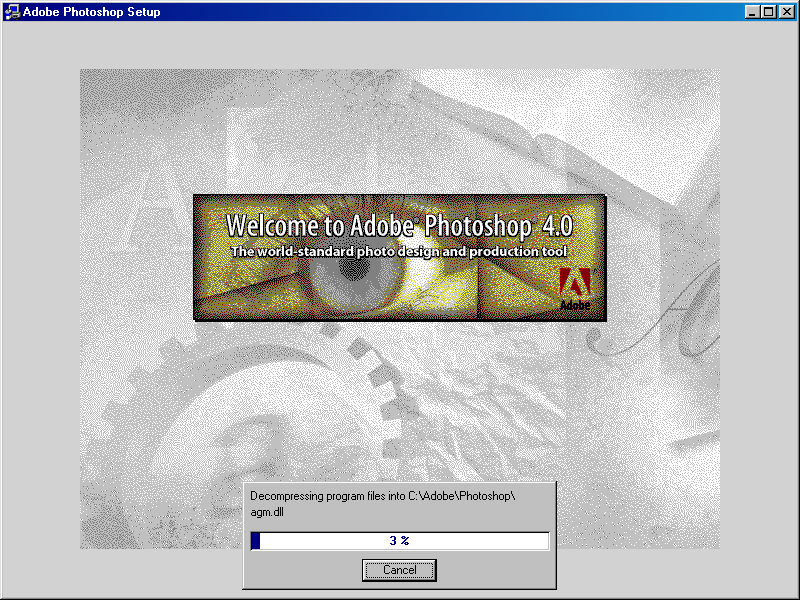 Adobe Photoshop Setup
Welcome to Adobe Photoshop 4.0
The world-standard photo design and production tool
Adobe
Decompressing program files into C:\Adobe\Photoshop\
agm.dll
3 %
Cancel